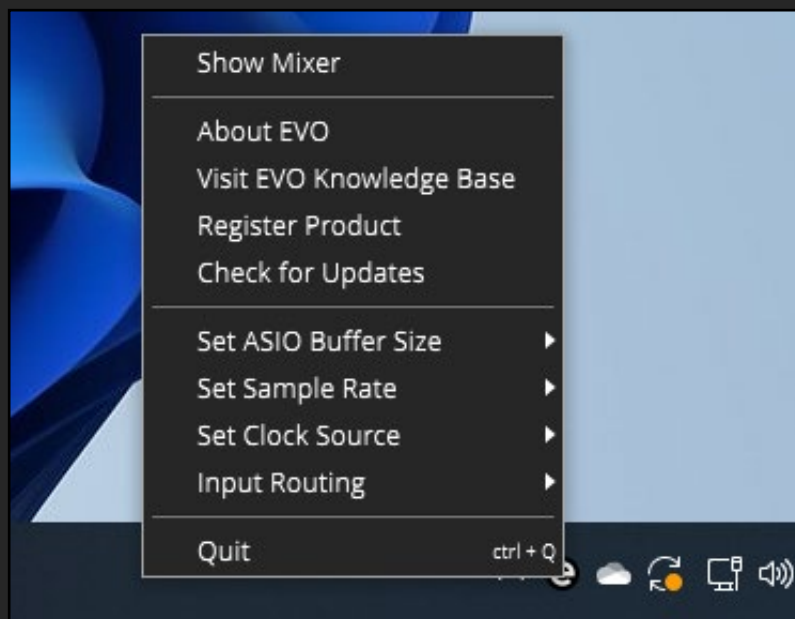 Show Mixer
About EVO
Visit EVO Knowledge Base
Register Product
Check for Updates
Set ASIO Buffer Size
Set Sample Rate
Set Clock Source
Input Routing
Quit ctrl + Q
e